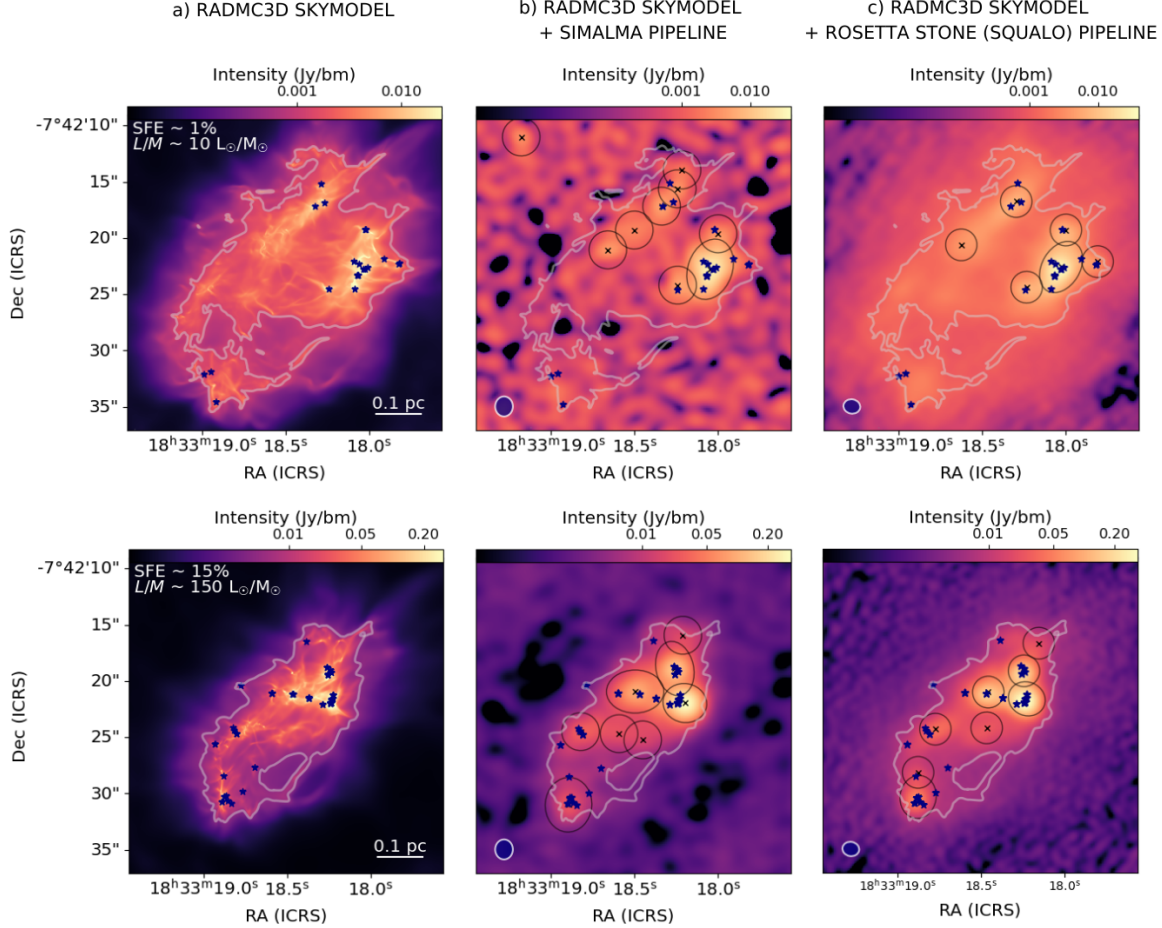 a) RADMC3D SKYMODEL
b) RADMC3D SKYMODEL
+ SIMALMA PIPELINE
c) RADMC3D SKYMODEL
+ ROSETTA STONE (SQUALO) PIPELINE
Intensity (Jy/bm)
0.001 0.010
Intensity (Jy/bm)
0.001 0.010
Intensity (Jy/bm)
0.001 0.010
SFE ~ 1%
L/M ~ 10 L☉/M☉
-7°42'10"
15"
20"
25"
30"
35"
Dec (ICRS)
0.1 pc
18ʰ33ᵐ19.0ˢ 18.5ˢ 18.0ˢ
RA (ICRS)
18ʰ33ᵐ19.0ˢ 18.5ˢ 18.0ˢ
RA (ICRS)
18ʰ33ᵐ19.0ˢ 18.5ˢ 18.0ˢ
RA (ICRS)
Intensity (Jy/bm)
0.01 0.05 0.20
Intensity (Jy/bm)
0.01 0.05 0.20
Intensity (Jy/bm)
0.01 0.05 0.20
SFE ~ 15%
L/M ~ 150 L☉/M☉
-7°42'10"
15"
20"
25"
30"
35"
Dec (ICRS)
0.1 pc
18ʰ33ᵐ19.0ˢ 18.5ˢ 18.0ˢ
RA (ICRS)
18ʰ33ᵐ19.0ˢ 18.5ˢ 18.0ˢ
RA (ICRS)
18ʰ33ᵐ19.0ˢ 18.5ˢ 18.0ˢ
RA (ICRS)